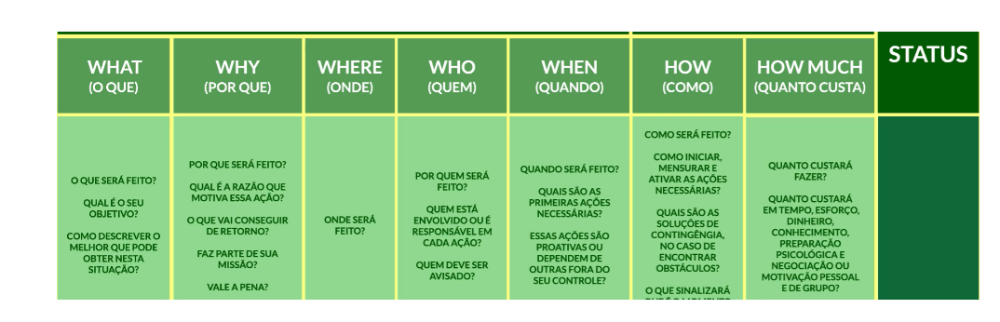 WHAT
(O QUE)
WHY
(POR QUE)
WHERE
(ONDE)
WHO
(QUEM)
WHEN
(QUANDO)
HOW
(COMO)
HOW MUCH
(QUANTO CUSTA)
STATUS
O QUE SERÁ FEITO?
QUAL É O SEU
OBJETIVO?
COMO DESCREVER O
MELHOR QUE PODE
OBTER NESTA
SITUAÇÃO?
POR QUE SERÁ FEITO?
QUAL É A RAZÃO QUE
MOTIVA ESSA AÇÃO?
O QUE VAI CONSEGUIR
DE RETORNO?
FAZ PARTE DE SUA
MISSÃO?
VALE A PENA?
ONDE SERÁ
FEITO?
POR QUEM SERÁ
FEITO?
QUEM ESTÁ
ENVOLVIDO OU É
RESPONSÁVEL EM
CADA AÇÃO?
QUEM DEVE SER
AVISADO?
QUANDO SERÁ FEITO?
QUAIS SÃO AS
PRIMEIRAS AÇÕES
NECESSÁRIAS?
ESSAS AÇÕES SÃO
PROATIVAS OU
DEPENDEM DE
OUTRAS FORA DO
SEU CONTROLE?
COMO SERÁ FEITO?
COMO INICIAR,
MENSURAR E
ATIVAR AS AÇÕES
NECESSÁRIAS?
QUAIS SÃO AS
SOLUÇÕES DE
CONTINGÊNGIA,
NO CASO DE
ENCONTRAR
OBSTÁCULOS?
O QUE SINALIZARÁ
QUANTO CUSTARÁ
FAZER?
QUANTO CUSTARÁ
EM TEMPO, ESFORÇO,
DINHEIRO,
CONHECIMENTO,
PREPARAÇÃO
PSICOLÓGICA E
NEGOCIAÇÃO OU
MOTIVAÇÃO PESSOAL
E DE GRUPO?